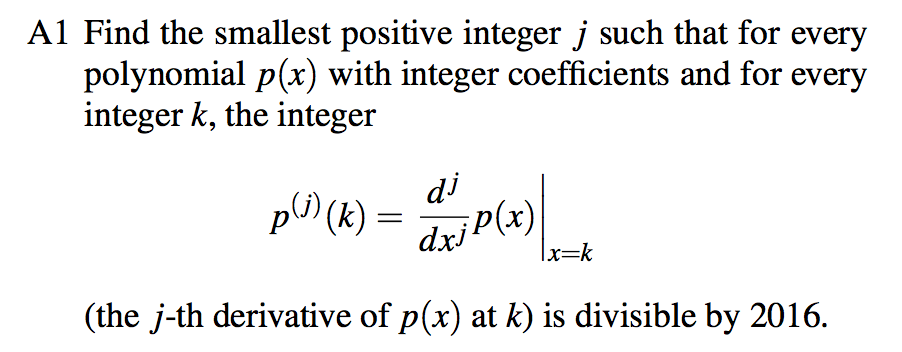 A1 Find the smallest positive integer j such that for every
polynomial p(x) with integer coefficients and for every
integer k, the integer
p^{(j)}(k) = \frac{d^j}{dx^j} p(x) \bigg|_{x=k}
(the j-th derivative of p(x) at k) is divisible by 2016.